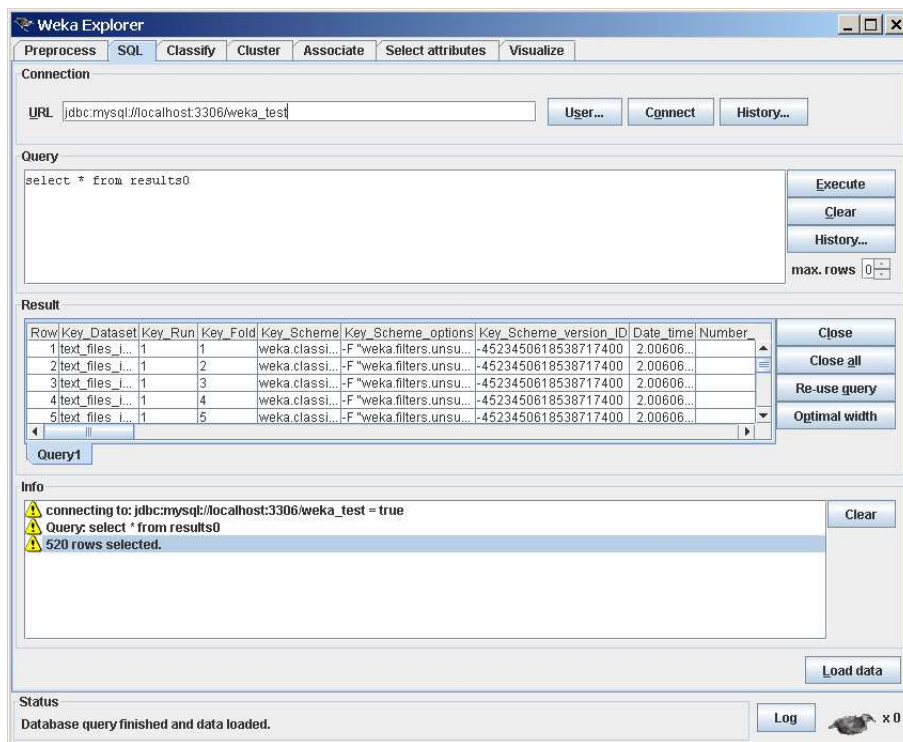 Weka Explorer
Preprocess SQL Classify Cluster Associate Select attributes Visualize
Connection
URL jdbc:mysql://localhost:3306/weka_test User... Connect History...
Query
select * from results0
Execute
Clear
History...
max. rows 0
Result
Row Key_Dataset Key_Run Key_Fold Key_Scheme Key_Scheme_options Key_Scheme_version_ID Date_time Number_
1 text_files_i... 1 1 weka.classi... -F "weka.filters.unsu... -4523450618538717400 2.00606...
2 text_files_i... 1 2 weka.classi... -F "weka.filters.unsu... -4523450618538717400 2.00606...
3 text_files_i... 1 3 weka.classi... -F "weka.filters.unsu... -4523450618538717400 2.00606...
4 text_files_i... 1 4 weka.classi... -F "weka.filters.unsu... -4523450618538717400 2.00606...
5 text_files_i... 1 5 weka.classi... -F "weka.filters.unsu... -4523450618538717400 2.00606...
Close
Close all
Re-use query
Optimal width
Query1
Info
connecting to: jdbc:mysql://localhost:3306/weka_test = true
Query: select * from results0
520 rows selected.
Clear
Load data
Status
Database query finished and data loaded.
Log x 0